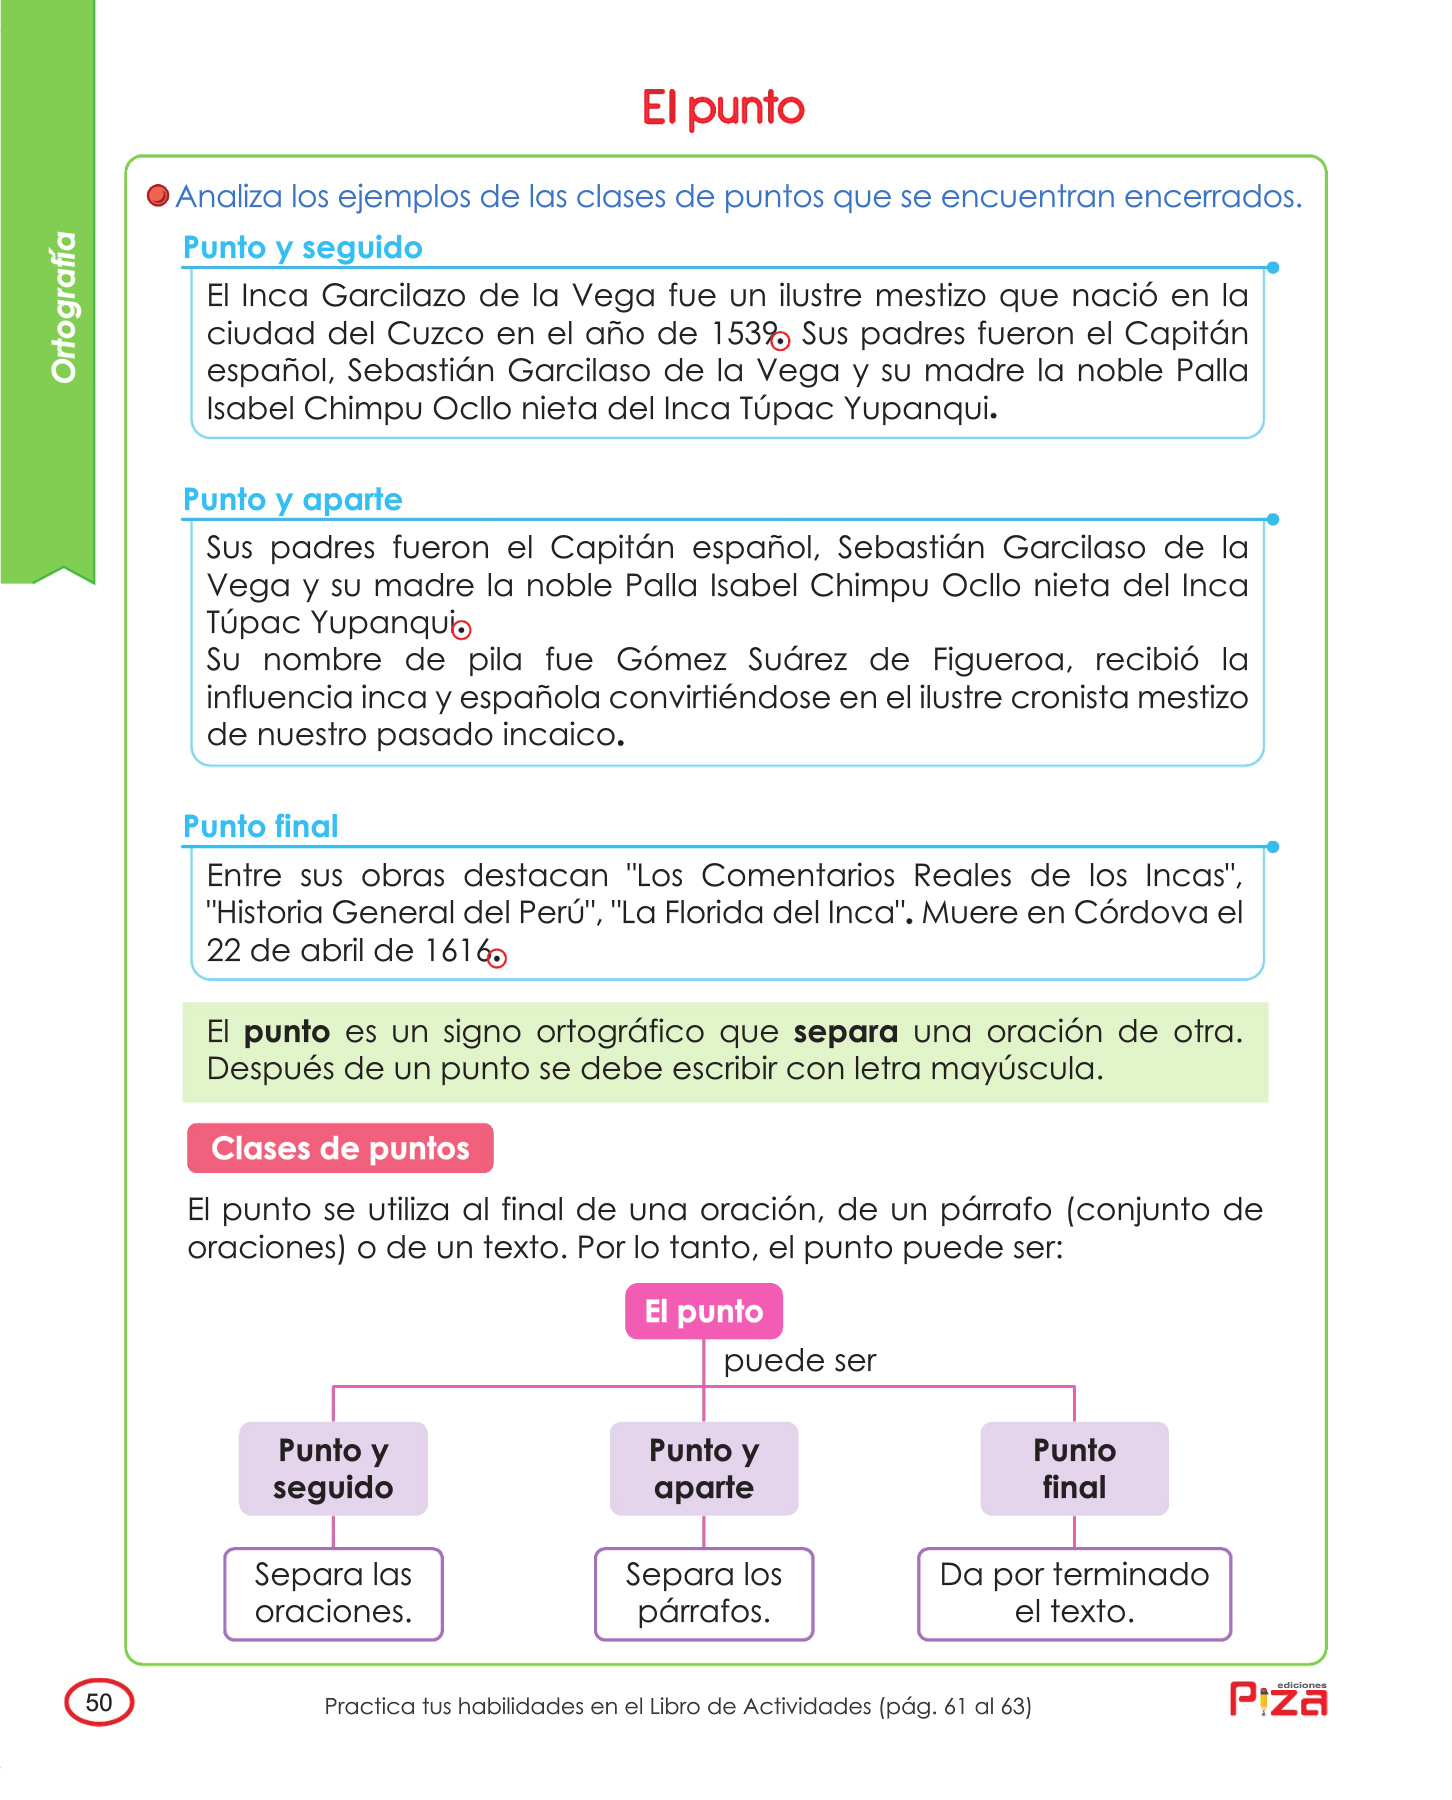 El punto
Ortografía
Analiza los ejemplos de las clases de puntos que se encuentran encerrados.
Punto y seguido
El Inca Garcilazo de la Vega fue un ilustre mestizo que nació en la
ciudad del Cuzco en el año de 1539. Sus padres fueron el Capitán
español, Sebastián Garcilaso de la Vega y su madre la noble Palla
Isabel Chimpu Ocllo nieta del Inca Túpac Yupanqui.
Punto y aparte
Sus padres fueron el Capitán español, Sebastián Garcilaso de la
Vega y su madre la noble Palla Isabel Chimpu Ocllo nieta del Inca
Túpac Yupanqui.
Su nombre de pila fue Gómez Suárez de Figueroa, recibió la
influencia inca y española convirtiéndose en el ilustre cronista mestizo
de nuestro pasado incaico.
Punto final
Entre sus obras destacan "Los Comentarios Reales de los Incas",
"Historia General del Perú", "La Florida del Inca". Muere en Córdova el
22 de abril de 1616.
El punto es un signo ortográfico que separa una oración de otra.
Después de un punto se debe escribir con letra mayúscula.
Clases de puntos
El punto se utiliza al final de una oración, de un párrafo (conjunto de
oraciones) o de un texto. Por lo tanto, el punto puede ser:
El punto
puede ser
Punto y
seguido
Separa las
oraciones.
Punto y
aparte
Separa los
párrafos.
Punto
final
Da por terminado
el texto.
50
Practica tus habilidades en el Libro de Actividades (pág. 61 al 63)
ediciones
Piza